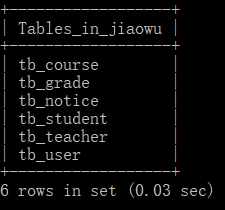 +-------------------+
| Tables_in_jiaowu |
+-------------------+
| tb_course |
| tb_grade |
| tb_notice |
| tb_student |
| tb_teacher |
| tb_user |
+-------------------+
6 rows in set (0.03 sec)